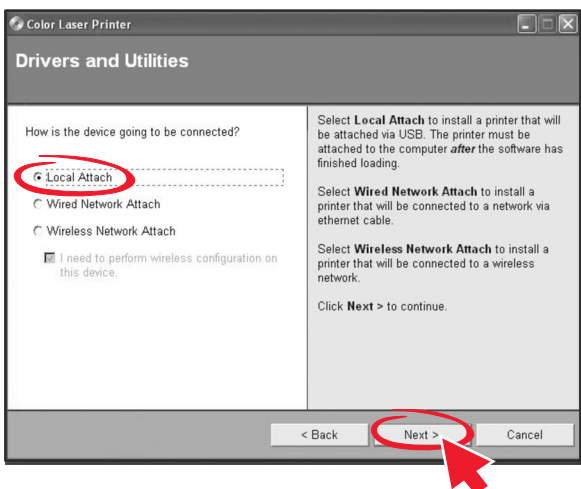 Color Laser Printer
Drivers and Utilities
How is the device going to be connected?
Local Attach
Wired Network Attach
Wireless Network Attach
I need to perform wireless configuration on
this device.
Select Local Attach to install a printer that will
be attached via USB. The printer must be
attached to the computer after the software has
finished loading.
Select Wired Network Attach to install a
printer that will be connected to a network via
ethernet cable.
Select Wireless Network Attach to install a
printer that will be connected to a wireless
network.
Click Next > to continue.
< Back
Next >
Cancel